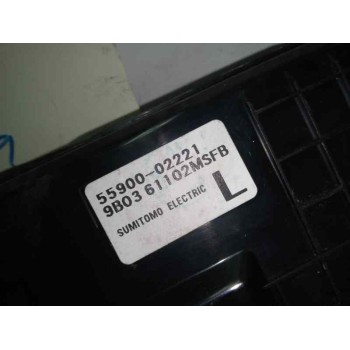 55900-02221
9B03 61102MSFB
SUMITOMO ELECTRIC
L